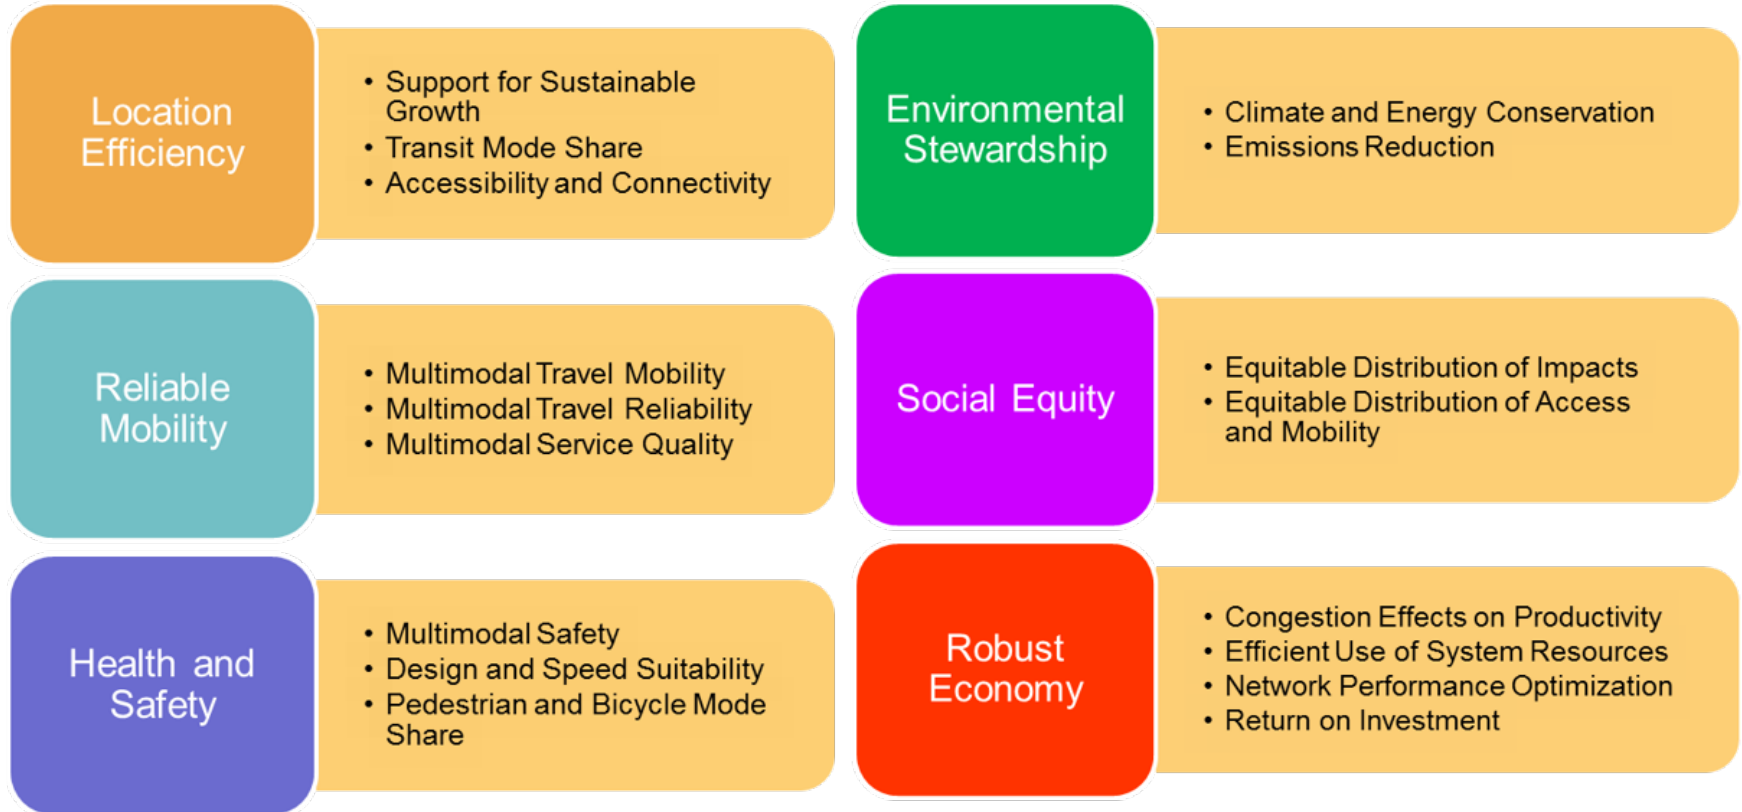 Location
Efficiency
• Support for Sustainable
Growth
• Transit Mode Share
• Accessibility and Connectivity
Environmental
Stewardship
• Climate and Energy Conservation
• Emissions Reduction
Reliable
Mobility
• Multimodal Travel Mobility
• Multimodal Travel Reliability
• Multimodal Service Quality
Social Equity
• Equitable Distribution of Impacts
• Equitable Distribution of Access
and Mobility
Health and
Safety
• Multimodal Safety
• Design and Speed Suitability
• Pedestrian and Bicycle Mode
Share
Robust
Economy
• Congestion Effects on Productivity
• Efficient Use of System Resources
• Network Performance Optimization
• Return on Investment